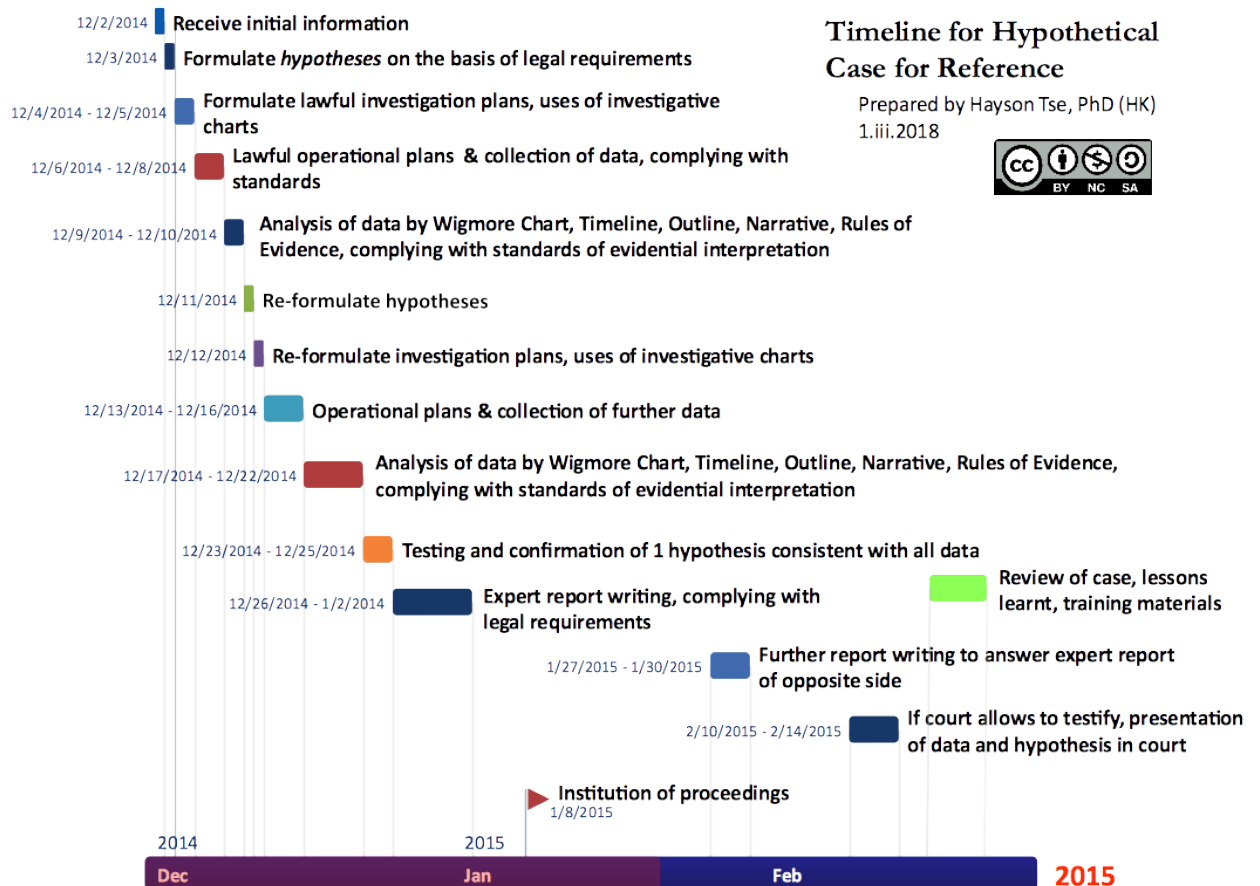 Timeline for Hypothetical
Case for Reference
Prepared by Hayson Tse, PhD (HK)
1.iii.2018
cc
BY NC SA
12/2/2014 Receive initial information
12/3/2014 Formulate hypotheses on the basis of legal requirements
12/4/2014 - 12/5/2014 Formulate lawful investigation plans, uses of investigative
charts
12/6/2014 - 12/8/2014 Lawful operational plans & collection of data, complying with
standards
12/9/2014 - 12/10/2014 Analysis of data by Wigmore Chart, Timeline, Outline, Narrative, Rules of
Evidence, complying with standards of evidential interpretation
12/11/2014 Re-formulate hypotheses
12/12/2014 Re-formulate investigation plans, uses of investigative charts
12/13/2014 - 12/16/2014 Operational plans & collection of further data
12/17/2014 - 12/22/2014 Analysis of data by Wigmore Chart, Timeline, Outline, Narrative, Rules of Evidence,
complying with standards of evidential interpretation
12/23/2014 - 12/25/2014 Testing and confirmation of 1 hypothesis consistent with all data
12/26/2014 - 1/2/2014 Expert report writing, complying with
legal requirements
Review of case, lessons
learnt, training materials
1/27/2015 - 1/30/2015 Further report writing to answer expert report
of opposite side
2/10/2015 - 2/14/2015 If court allows to testify, presentation
of data and hypothesis in court
Institution of proceedings
1/8/2015
2014 2015
Dec Jan Feb 2015